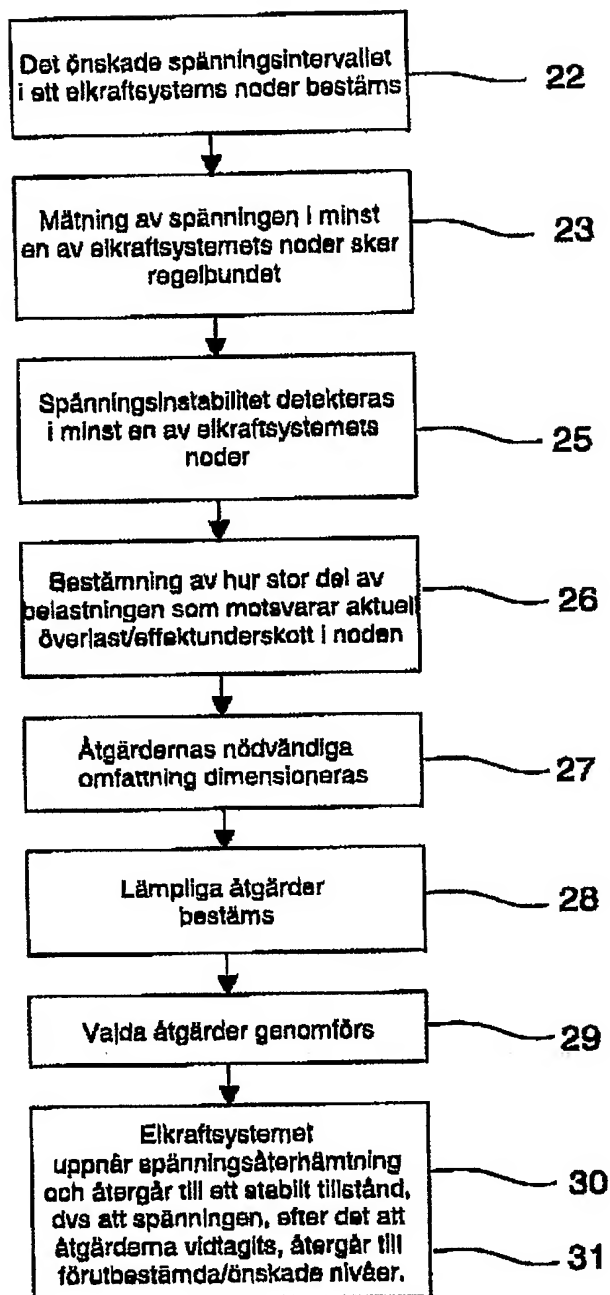 Det önskade spänningsintervallet
i ett elkraftsystems noder bestäms
22
Mätning av spänningen i minst
en av elkraftsystemets noder sker
regelbundet
23
Spänningsinstabilitet detekteras
i minst en av elkraftsystemets
noder
25
Bestämning av hur stor del av
belastningen som motsvarar aktuell
överlast/effektunderskott i noden
26
Åtgärdernas nödvändiga
omfattning dimensioneras
27
Lämpliga åtgärder
bestäms
28
Valda åtgärder genomförs
29
Elkraftsystemet
uppnår spänningsåterhämtning
och återgår till ett stabilt tillstånd,
dvs att spänningen, efter det att
åtgärderna vidtagits, återgår till
förutbestämda/önskade nivåer.
30
31